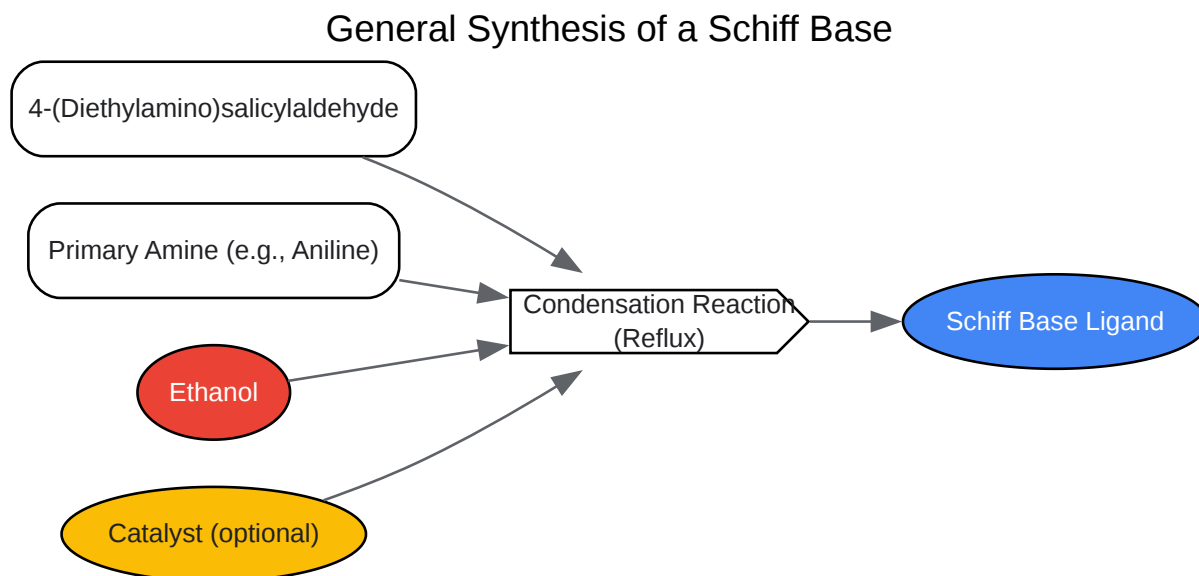 General Synthesis of a Schiff Base
4-(Diethylamino)salicylaldehyde
Primary Amine (e.g., Aniline)
Condensation Reaction
(Reflux)
Schiff Base Ligand
Ethanol
Catalyst (optional)